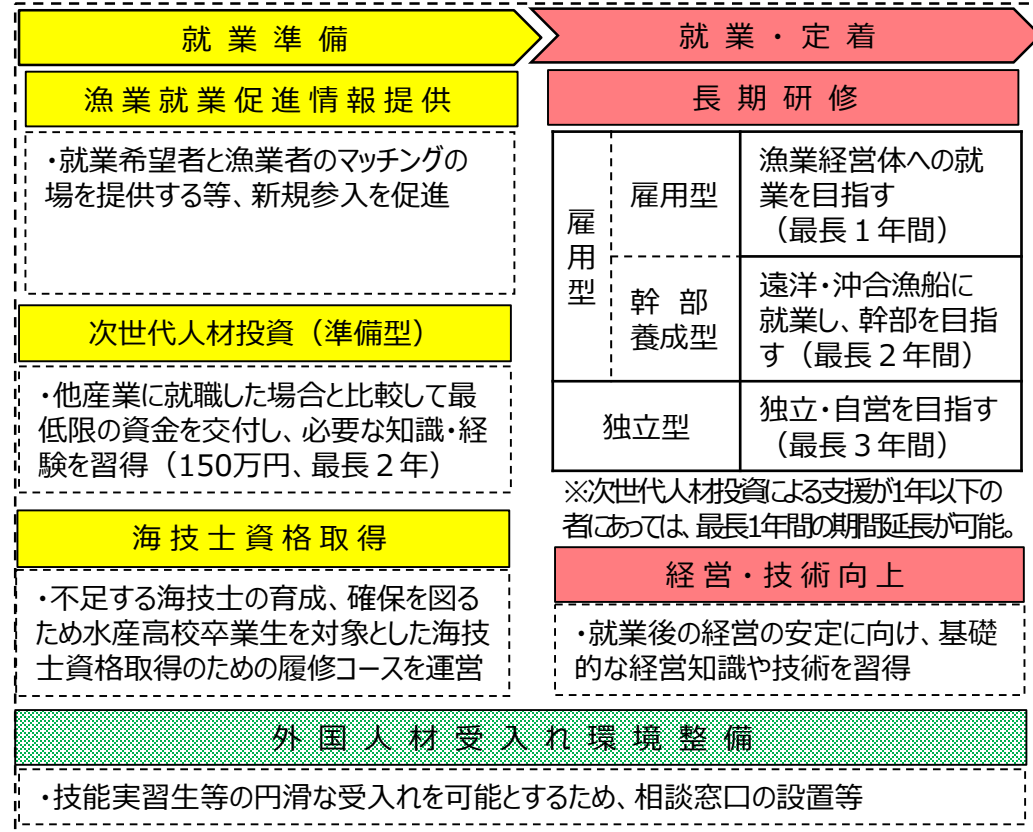 就業準備
漁業就業促進情報提供
・就業希望者と漁業者のマッチングの
場を提供する等、新規参入を促進
次世代人材投資（準備型）
・他産業に就職した場合と比較して最
低限の資金を交付し、必要な知識・経
験を習得（150万円、最長２年）
海技士資格取得
・不足する海技士の育成、確保を図る
ため水産高校卒業生を対象とした海技
士資格取得のための履修コースを運営
就業・定着
長期研修
雇用型
雇用型
漁業経営体への就
業を目指す
（最長１年間）
幹部
養成型
遠洋・沖合漁船に
就業し、幹部を目指
す（最長２年間）
独立型
独立・自営を目指す
（最長３年間）
※次世代人材投資による支援が1年以下の
者にあっては、最長1年間の期間延長が可能。
経営・技術向上
・就業後の経営の安定に向け、基礎
的な経営知識や技術を習得
外国人材受入れ環境整備
・技能実習生等の円滑な受入れを可能とするため、相談窓口の設置等